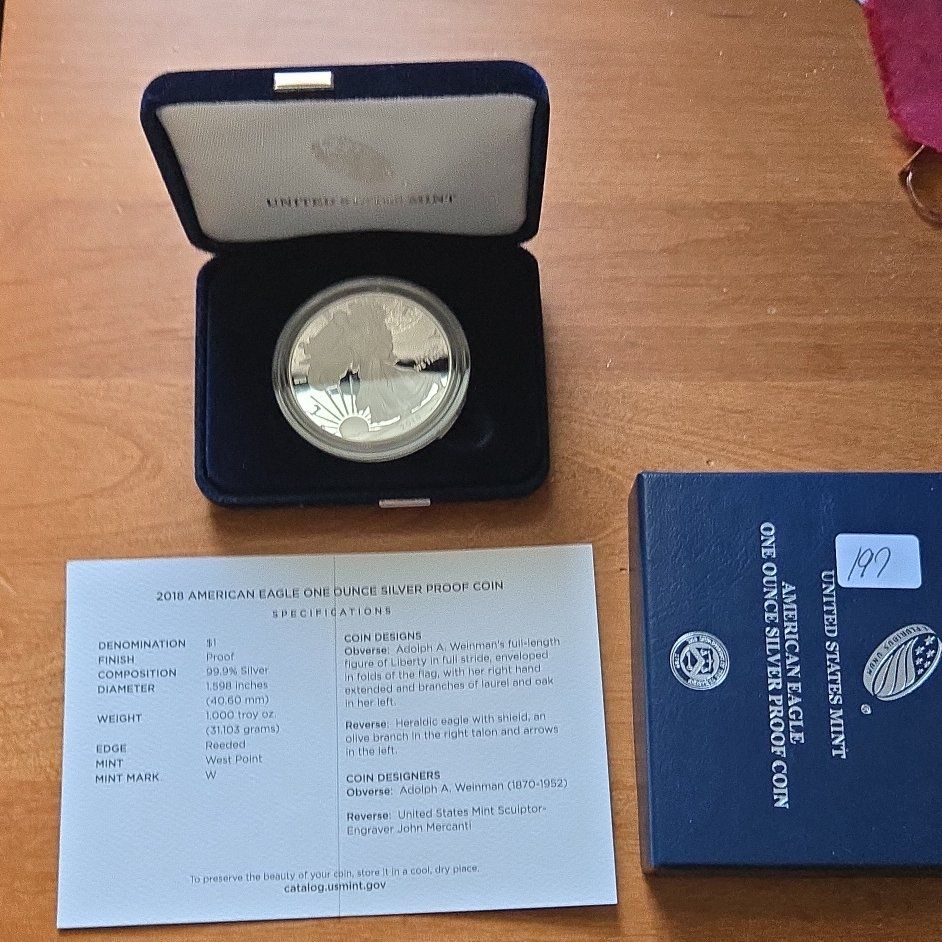 UNITED STATES MINT
2018 AMERICAN EAGLE ONE OUNCE SILVER PROOF COIN
SPECIFICATIONS
DENOMINATION $1
FINISH Proof
COMPOSITION 99.9% Silver
DIAMETER 1.598 inches
(40.60 mm)
WEIGHT 1.000 troy oz.
(31.103 grams)
EDGE Reeded
MINT West Point
MINT MARK W
COIN DESIGNS
Obverse: Adolph A. Weinman's full-length
figure of Liberty in full stride, enveloped
in folds of the flag, with her right hand
extended and branches of laurel and oak
in her left.
Reverse: Heraldic eagle with shield, an
olive branch in the right talon and arrows
in the left.
COIN DESIGNERS
Obverse: Adolph A. Weinman (1870-1952)
Reverse: United States Mint Sculptor-
Engraver John Mercanti
To preserve the beauty of your coin, store it in a cool, dry place.
catalog.usmint.gov
197
PLURIBUS UNUM
®
UNITED STATES MINT
AMERICAN EAGLE
ONE OUNCE SILVER PROOF COIN